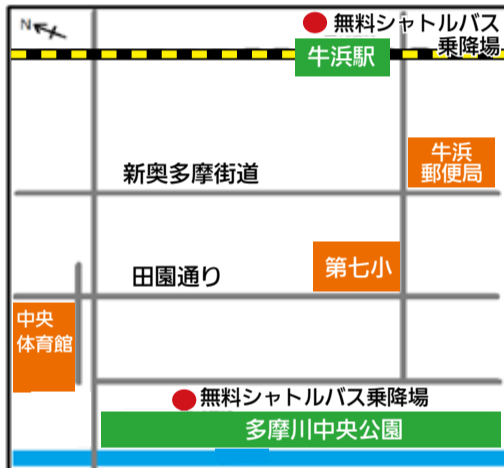 N
無料シャトルバス
乗降場
牛浜駅
牛浜
郵便局
新奥多摩街道
第七小
田園通り
中央
体育館
無料シャトルバス乗降場
多摩川中央公園